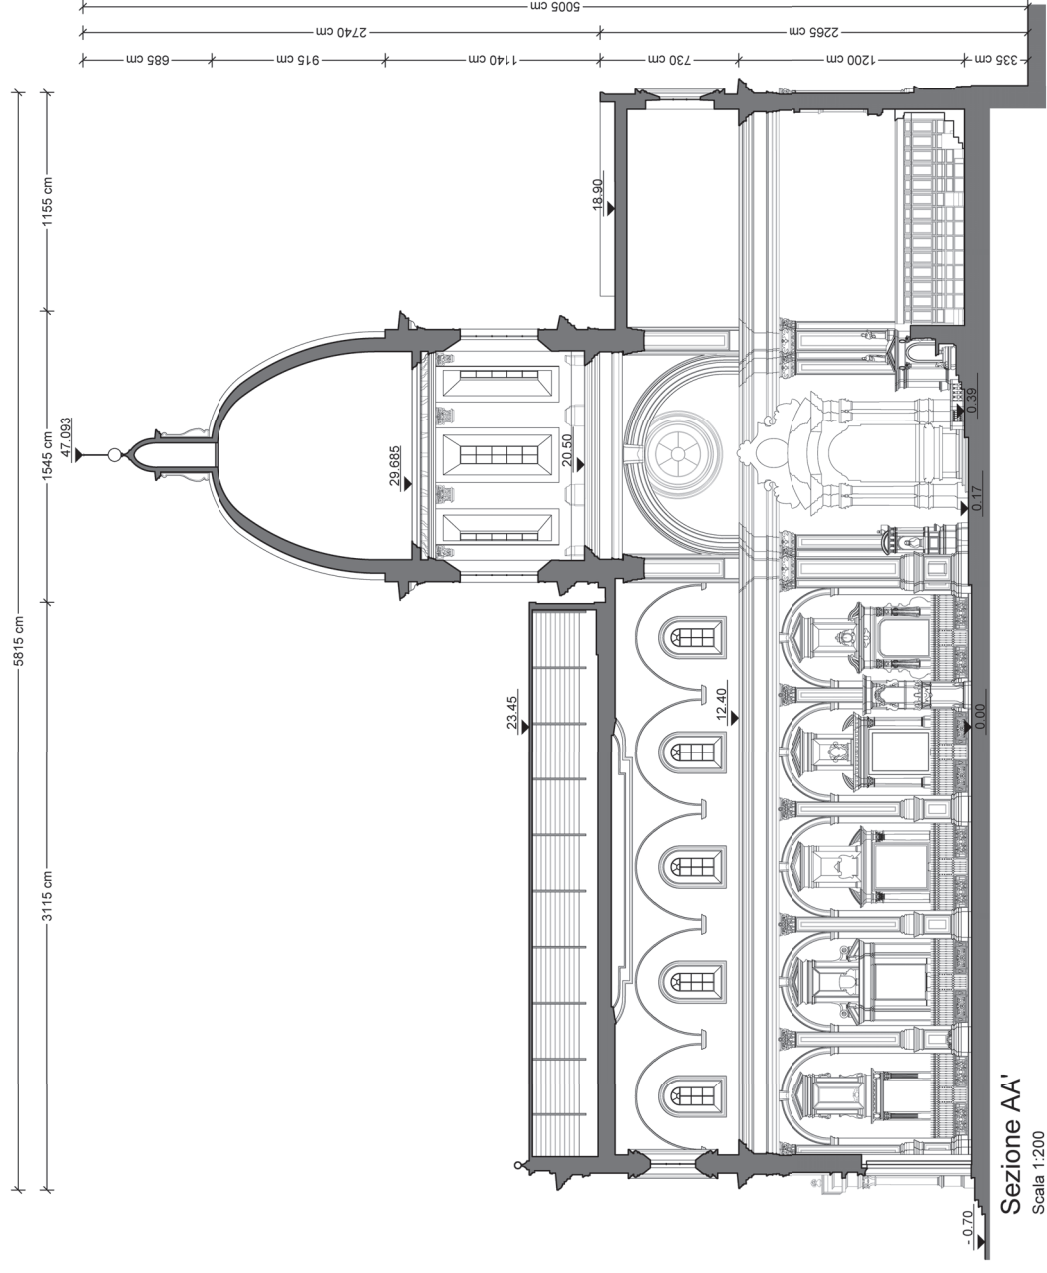 5005 cm
2740 cm
2265 cm
685 cm
915 cm
1140 cm
730 cm
1200 cm
335 cm
5815 cm
3115 cm
1545 cm
1155 cm
47.093
29.685
20.50
18.90
23.45
12.40
0.39
0.17
0.00
- 0.70
Sezione AA'
Scala 1:200